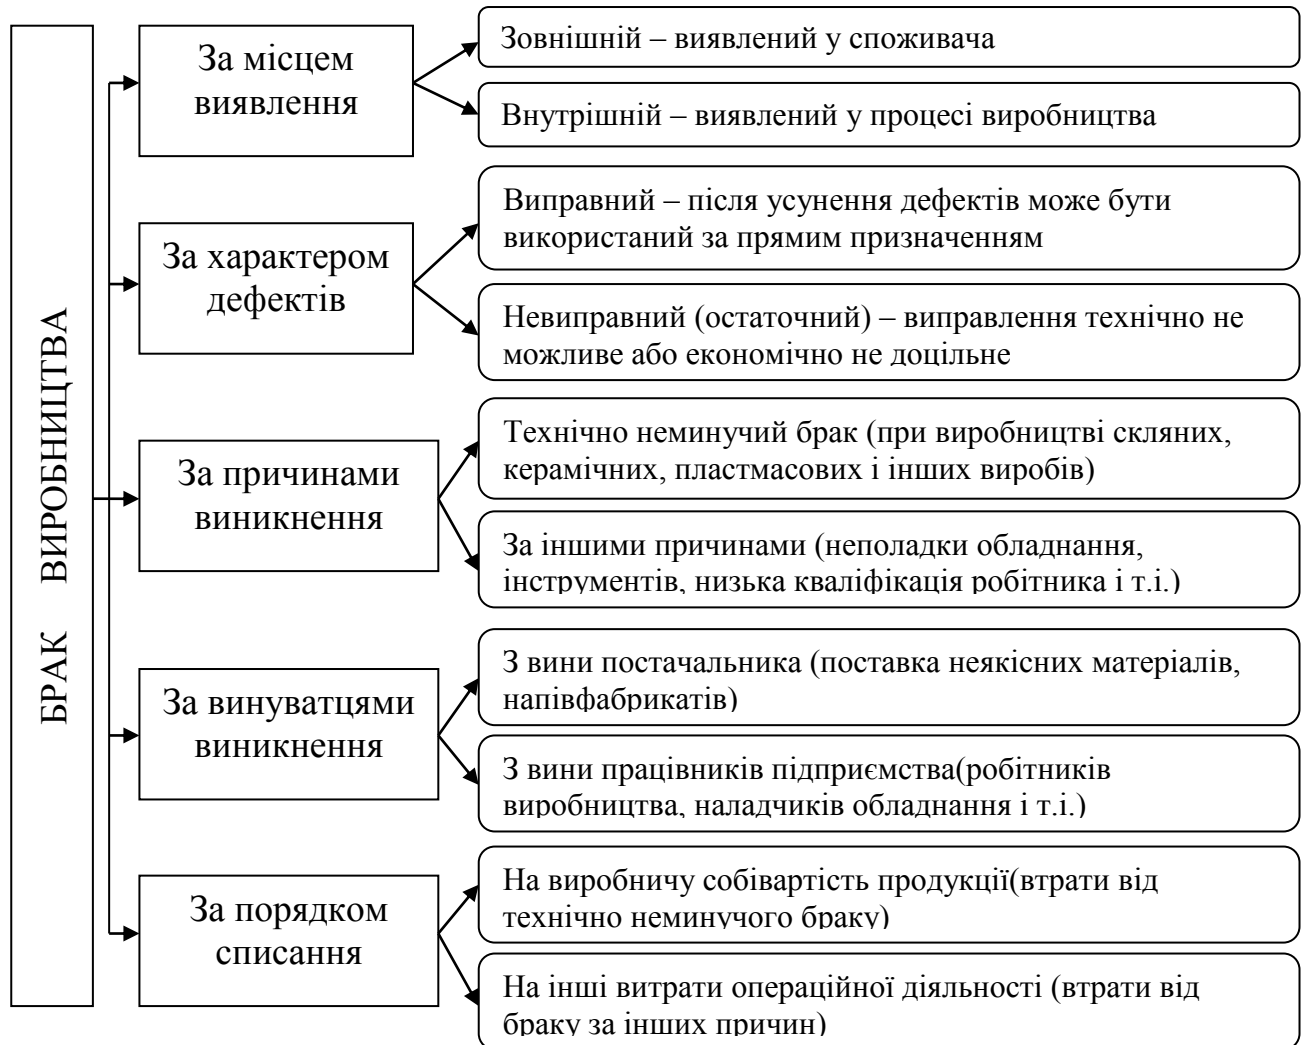 БРАК ВИРОБНИЦТВА
За місцем
виявлення
Зовнішній – виявлений у споживача
Внутрішній – виявлений у процесі виробництва
За характером
дефектів
Виправний – після усунення дефектів може бути
використаний за прямим призначенням
Невиправний (остаточний) – виправлення технічно не
можливе або економічно не доцільне
За причинами
виникнення
Технічно неминучий брак (при виробництві скляних,
керамічних, пластмасових і інших виробів)
За іншими причинами (неполадки обладнання,
інструментів, низька кваліфікація робітника і т.і.)
За винуватцями
виникнення
З вини постачальника (поставка неякісних матеріалів,
напівфабрикатів)
З вини працівників підприємства(робітників
виробництва, наладчиків обладнання і т.і.)
За порядком
списання
На виробничу собівартість продукції(втрати від
технічно неминучого браку)
На інші витрати операційної діяльності (втрати від
браку за інших причин)